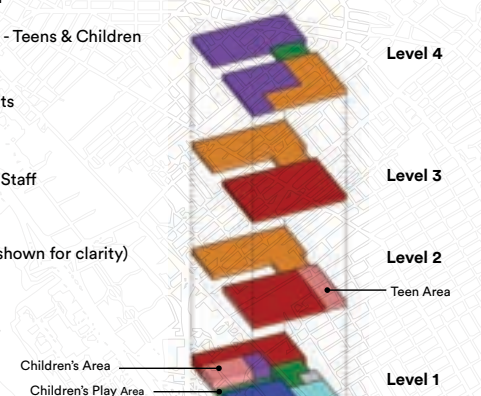 - Teens & Children
Level 4
ts
Level 3
Staff
shown for clarity)
Level 2
Teen Area
Children's Area
Level 1
Children's Play Area